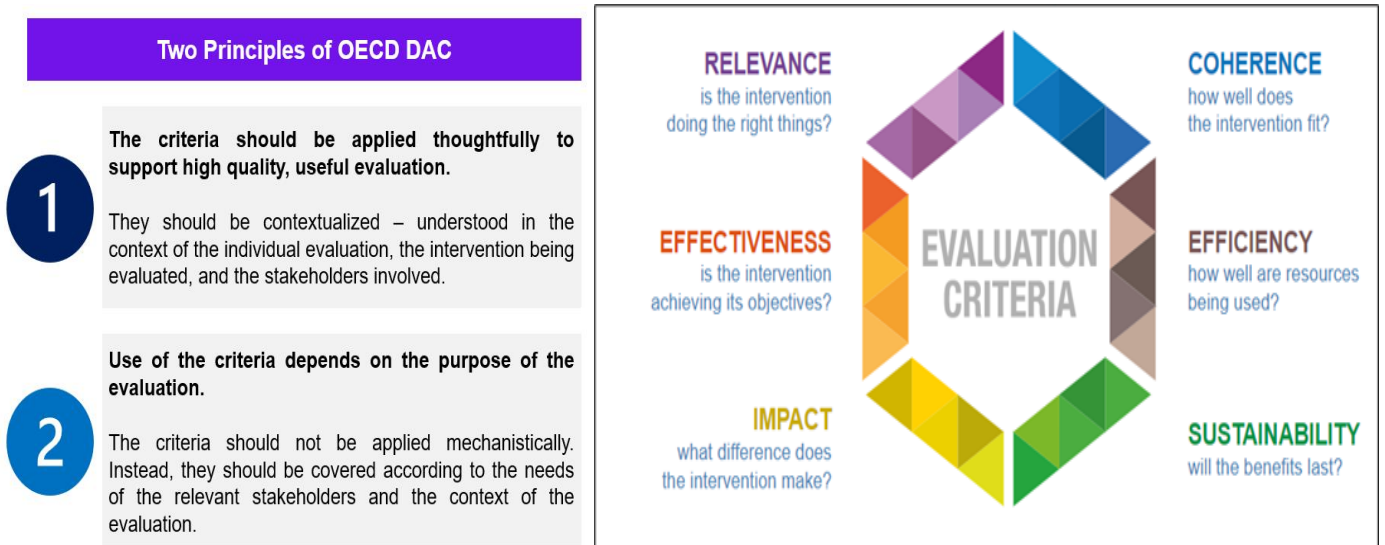 Two Principles of OECD DAC
1
The criteria should be applied thoughtfully to
support high quality, useful evaluation.
They should be contextualized – understood in the
context of the individual evaluation, the intervention being
evaluated, and the stakeholders involved.
2
Use of the criteria depends on the purpose of the
evaluation.
The criteria should not be applied mechanistically.
Instead, they should be covered according to the needs
of the relevant stakeholders and the context of the
evaluation.
RELEVANCE
is the intervention
doing the right things?
COHERENCE
how well does
the intervention fit?
EFFECTIVENESS
is the intervention
achieving its objectives?
EVALUATION
CRITERIA
EFFICIENCY
how well are resources
being used?
IMPACT
what difference does
the intervention make?
SUSTAINABILITY
will the benefits last?